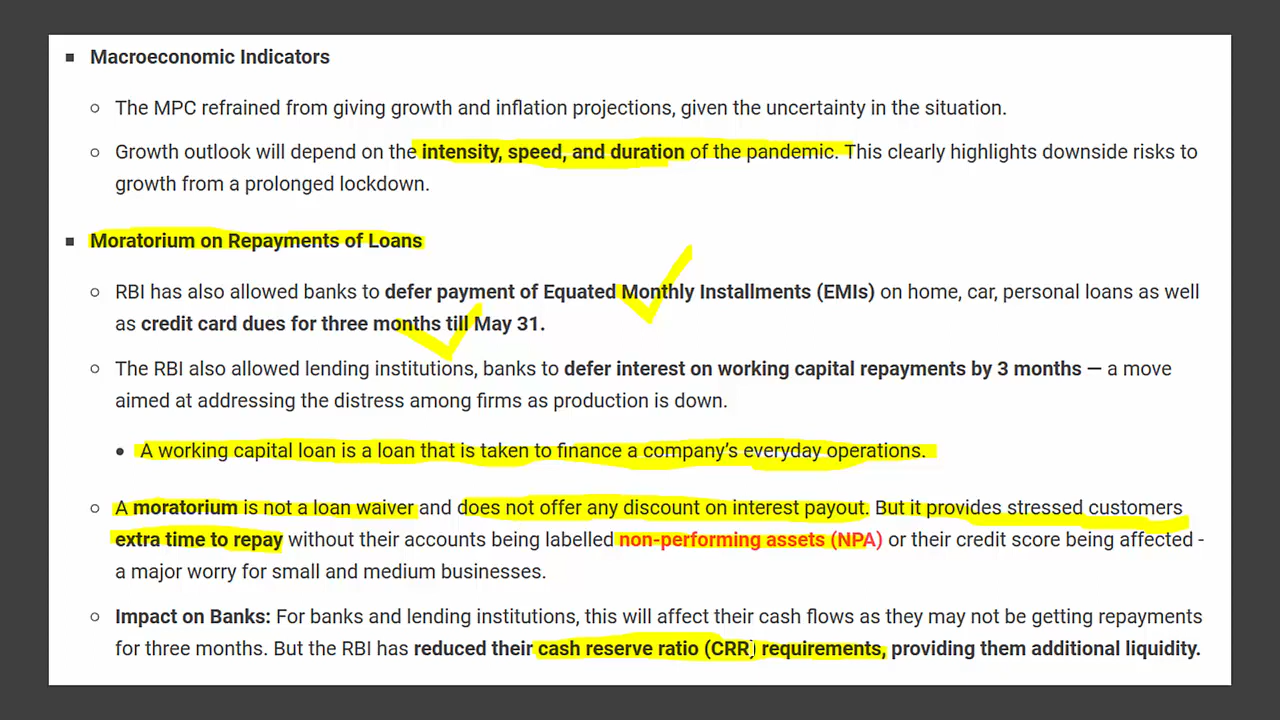 Macroeconomic Indicators
The MPC refrained from giving growth and inflation projections, given the uncertainty in the situation.
Growth outlook will depend on the intensity, speed, and duration of the pandemic. This clearly highlights downside risks to
growth from a prolonged lockdown.
Moratorium on Repayments of Loans
RBI has also allowed banks to defer payment of Equated Monthly Installments (EMIs) on home, car, personal loans as well
as credit card dues for three months till May 31.
The RBI also allowed lending institutions, banks to defer interest on working capital repayments by 3 months — a move
aimed at addressing the distress among firms as production is down.
A working capital loan is a loan that is taken to finance a company's everyday operations.
A moratorium is not a loan waiver and does not offer any discount on interest payout. But it provides stressed customers
extra time to repay without their accounts being labelled non-performing assets (NPA) or their credit score being affected -
a major worry for small and medium businesses.
Impact on Banks: For banks and lending institutions, this will affect their cash flows as they may not be getting repayments
for three months. But the RBI has reduced their cash reserve ratio (CRR) requirements, providing them additional liquidity.